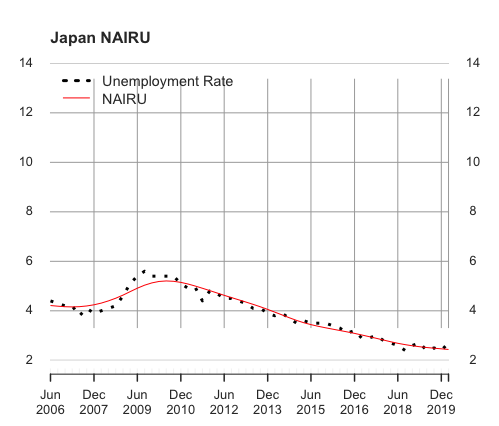 Japan NAIRU
14 14
Unemployment Rate
NAIRU
12 12
10 10
8 8
6 6
4 4
2 2
Jun Dec Jun Dec Jun Dec Jun Dec Jun Dec
2006 2007 2009 2010 2012 2013 2015 2016 2018 2019